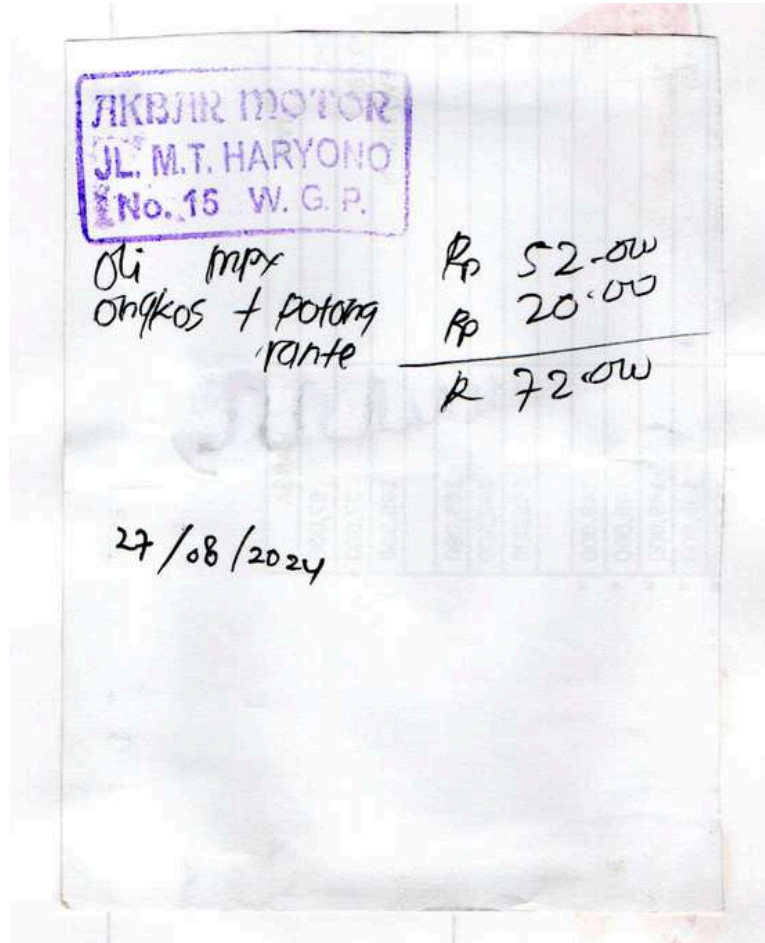 AKBAR MOTOR
JL. M.T. HARYONO
No. 15 W. G. P.
Oli mpx Rp 52.000
ongkos + potong Rp 20.000
rante
R 72.000
27/08/2024